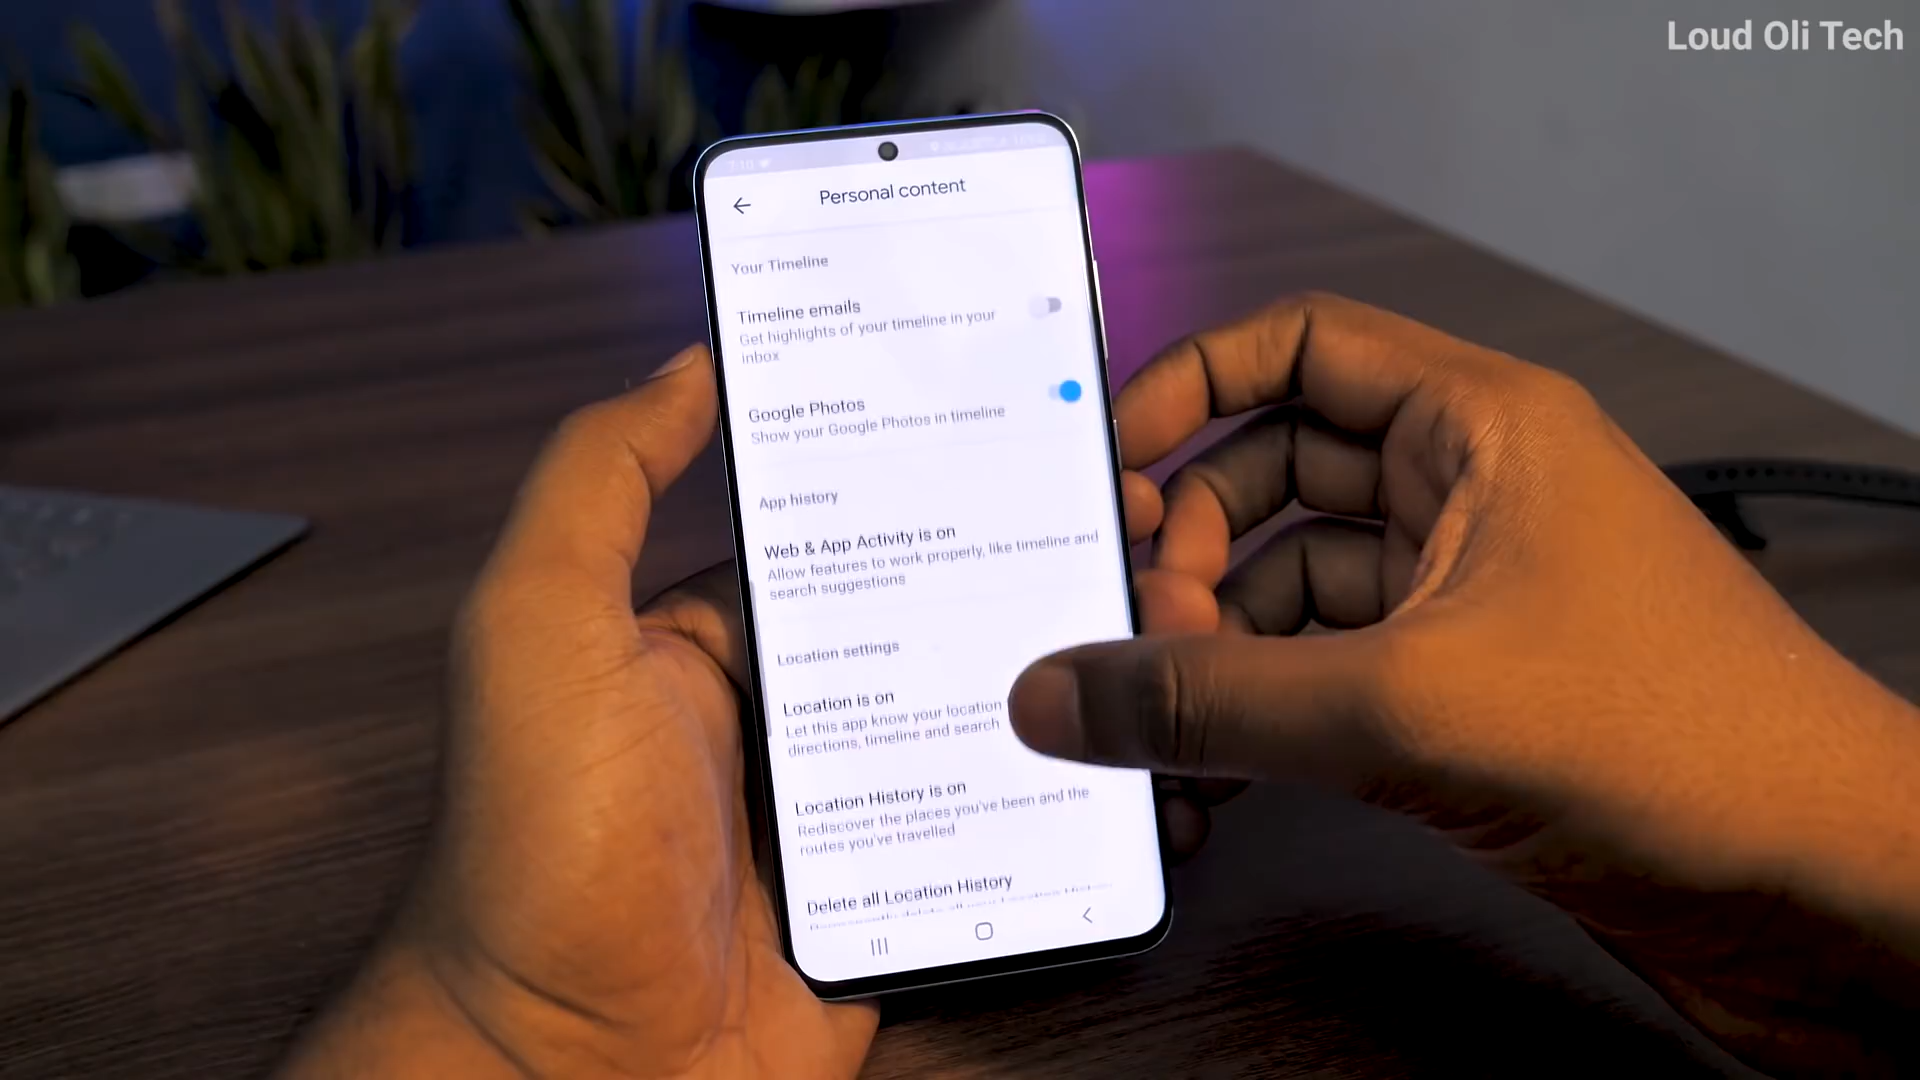 Loud Oli Tech
7:10
Personal content
Your Timeline
Timeline emails
Get highlights of your timeline in your
inbox
Google Photos
Show your Google Photos in timeline
App history
Web & App Activity is on
Allow features to work properly, like timeline and
search suggestions
Location settings
Location is on
Let this app know your location
directions, timeline and search
Location History is on
Rediscover the places you've been and the
routes you've travelled
Delete all Location History